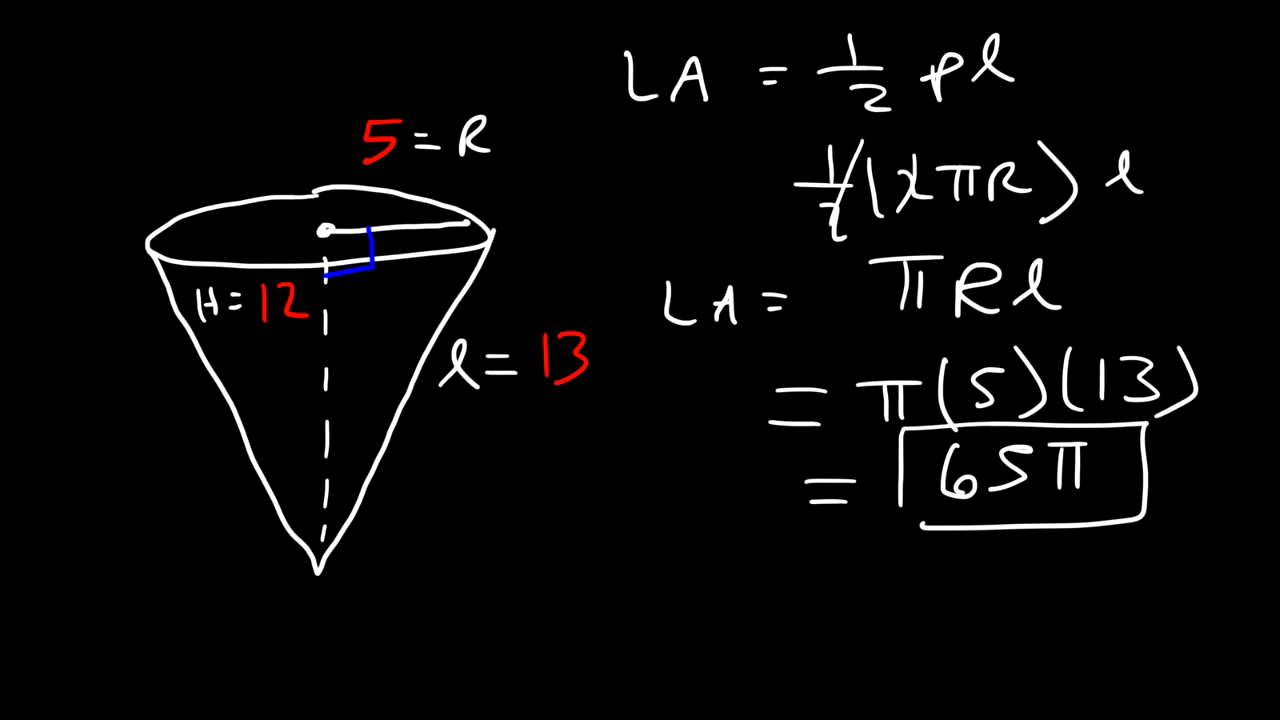 5 = R
H = 12
l = 13
LA = 1/2 pl
1/2 (2πR) l
LA = πRl
= π(5)(13)
= 65π